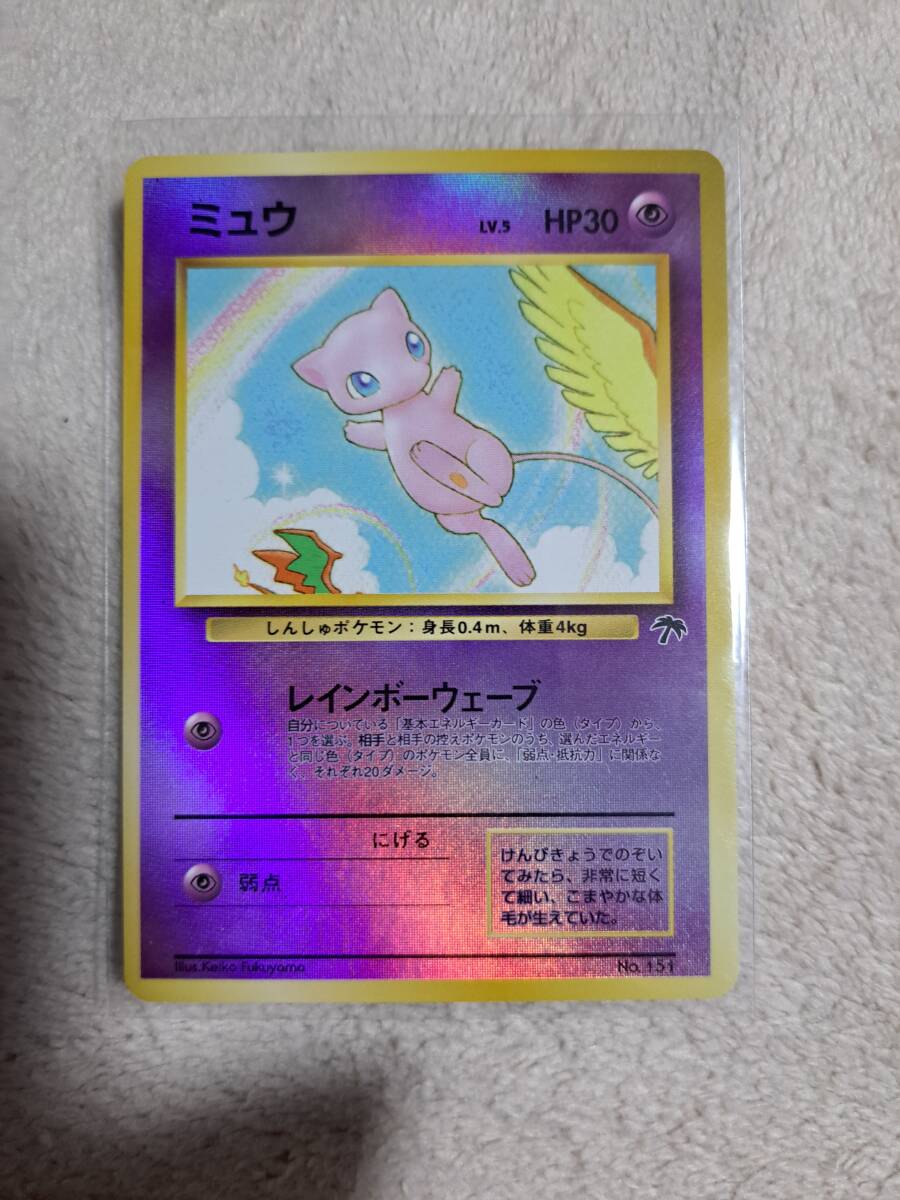 ミュウ LV.5 HP30
しんしゅポケモン：身長0.4m、体重4kg
レインボーウェーブ
自分についている「基本エネルギーカード」の色（タイプ）から、
1つを選ぶ。相手と相手の控えポケモンのうち、選んだエネルギー
と同じ色（タイプ）のポケモン全員に、「弱点・抵抗力」に関係な
く、それぞれ20ダメージ。
にげる
弱点
けんびきょうでのぞい
てみたら、非常に短く
て細い、こまやかな体
毛が生えていた。
Illus.Keiko Fukuyama No.151